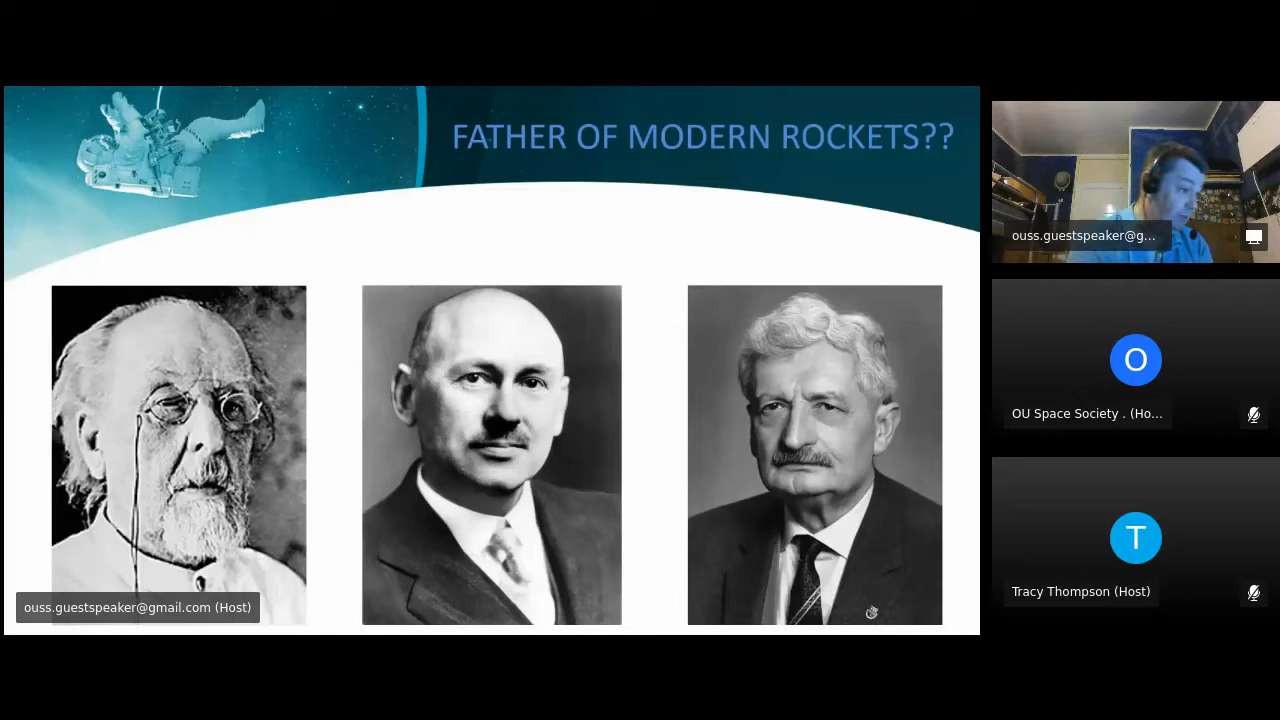 FATHER OF MODERN ROCKETS??
ouss.guestspeaker@gmail.com (Host)
ouss.guestspeaker@g...
O
OU Space Society . (Ho...
T
Tracy Thompson (Host)